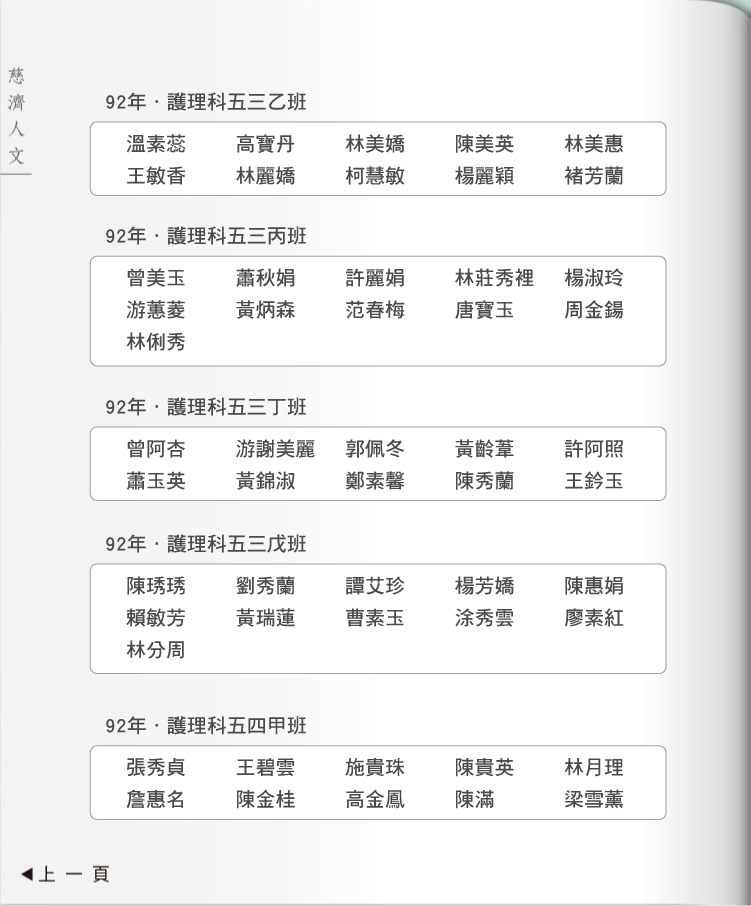 慈濟人文
92年‧護理科五三乙班
溫素蕊 高寶丹 林美嬌 陳美英 林美惠
王敏香 林麗嬌 柯慧敏 楊麗穎 褚芳蘭
92年‧護理科五三丙班
曾美玉 蕭秋娟 許麗娟 林莊秀裡 楊淑玲
游蕙菱 黃炳森 范春梅 唐寶玉 周金鍚
林俐秀
92年‧護理科五三丁班
曾阿杏 游謝美麗 郭佩冬 黃齡葦 許阿照
蕭玉英 黃錦淑 鄭素馨 陳秀蘭 王鈐玉
92年‧護理科五三戊班
陳琇琇 劉秀蘭 譚艾珍 楊芳嬌 陳惠娟
賴敏芳 黃瑞蓮 曹素玉 涂秀雲 廖素紅
林分周
92年‧護理科五四甲班
張秀貞 王碧雲 施貴珠 陳貴英 林月理
詹惠名 陳金桂 高金鳳 陳滿 梁雪薰
◀上一頁